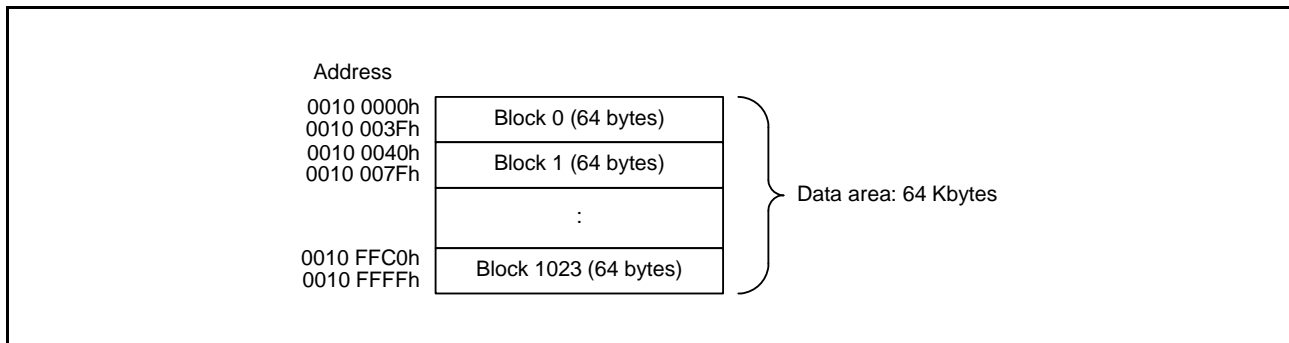 Address
0010 0000h
0010 003Fh
Block 0 (64 bytes)
0010 0040h
0010 007Fh
Block 1 (64 bytes)
:
0010 FFC0h
0010 FFFFh
Block 1023 (64 bytes)
Data area: 64 Kbytes